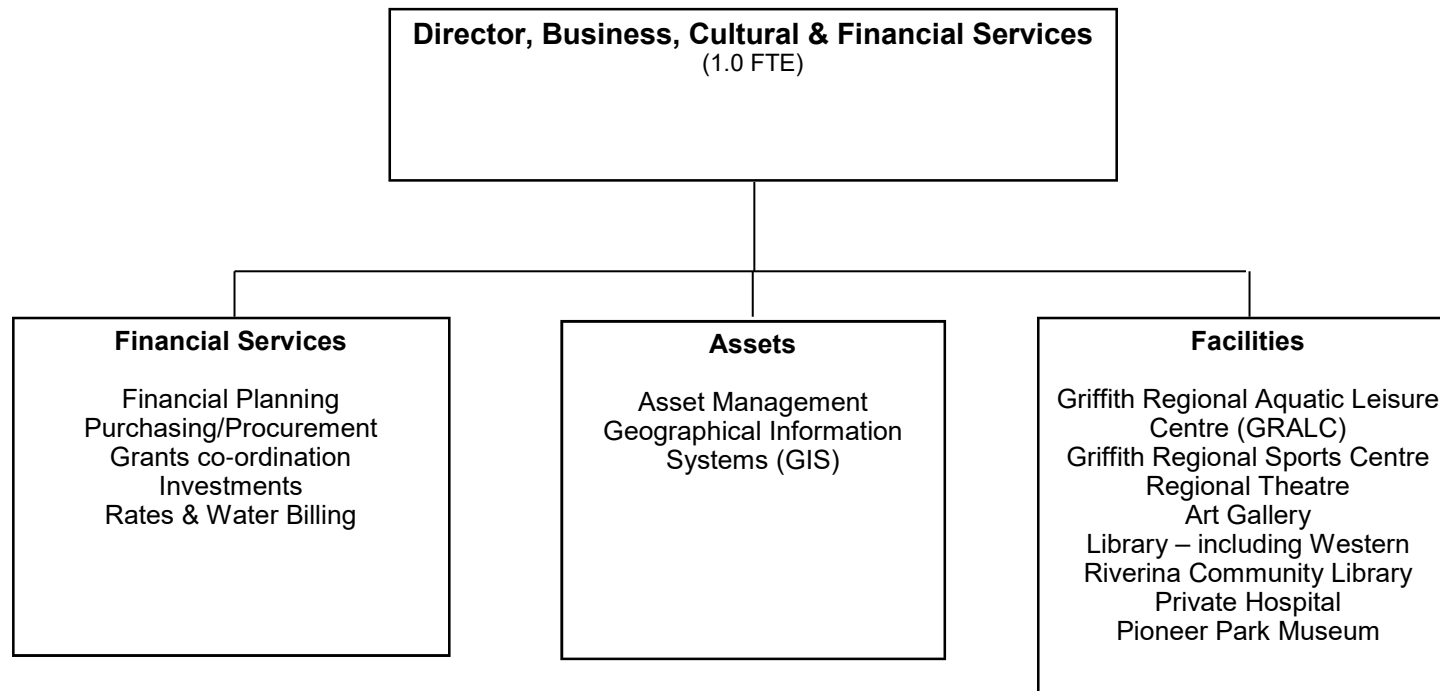 Director, Business, Cultural & Financial Services
(1.0 FTE)
Financial Services
Financial Planning
Purchasing/Procurement
Grants co-ordination
Investments
Rates & Water Billing
Assets
Asset Management
Geographical Information
Systems (GIS)
Facilities
Griffith Regional Aquatic Leisure
Centre (GRALC)
Griffith Regional Sports Centre
Regional Theatre
Art Gallery
Library – including Western
Riverina Community Library
Private Hospital
Pioneer Park Museum